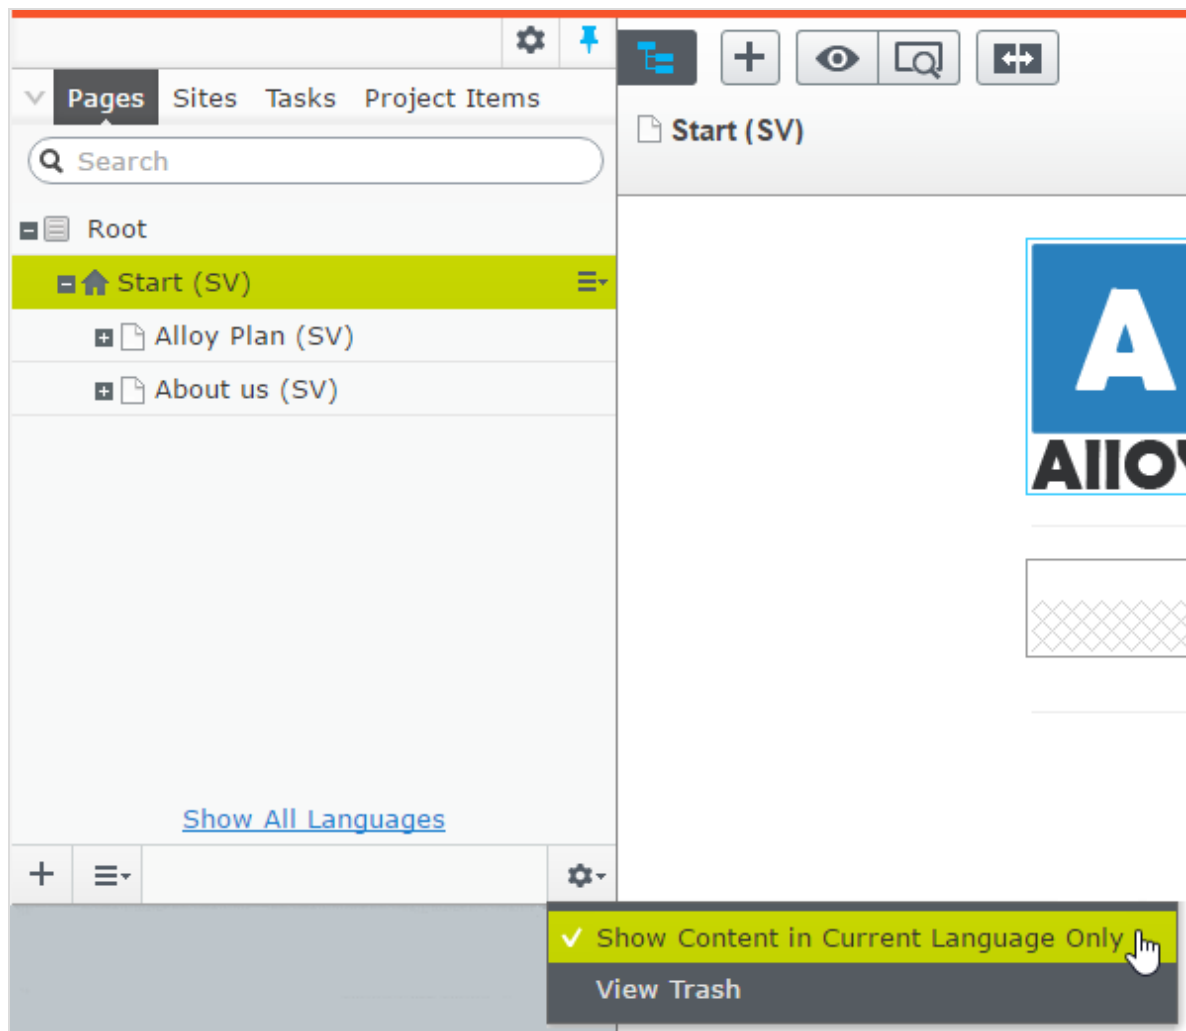 Pages Sites Tasks Project Items
Search
Root
Start (SV)
Alloy Plan (SV)
About us (SV)
Show All Languages
Show Content in Current Language Only
View Trash
Start (SV)
A
AllOY